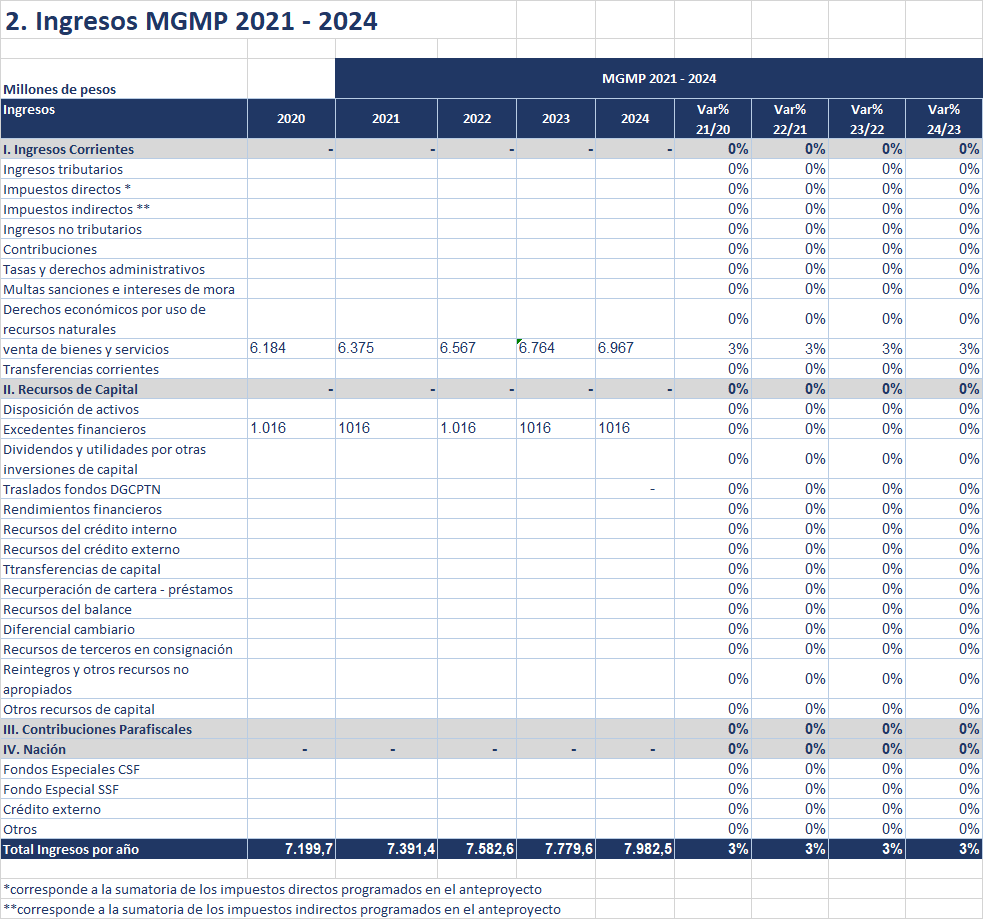 2. Ingresos MGMP 2021 - 2024
Millones de pesos
MGMP 2021 - 2024
Ingresos 2020 2021 2022 2023 2024 Var% 21/20 Var% 22/21 Var% 23/22 Var% 24/23
I. Ingresos Corrientes - - - - - 0% 0% 0% 0%
Ingresos tributarios 0% 0% 0% 0%
Impuestos directos * 0% 0% 0% 0%
Impuestos indirectos ** 0% 0% 0% 0%
Ingresos no tributarios 0% 0% 0% 0%
Contribuciones 0% 0% 0% 0%
Tasas y derechos administrativos 0% 0% 0% 0%
Multas sanciones e intereses de mora 0% 0% 0% 0%
Derechos económicos por uso de
recursos naturales 0% 0% 0% 0%
venta de bienes y servicios 6.184 6.375 6.567 6.764 6.967 3% 3% 3% 3%
Transferencias corrientes 0% 0% 0% 0%
II. Recursos de Capital - - - - - 0% 0% 0% 0%
Disposición de activos 0% 0% 0% 0%
Excedentes financieros 1.016 1016 1.016 1016 1016 0% 0% 0% 0%
Dividendos y utilidades por otras
inversiones de capital 0% 0% 0% 0%
Traslados fondos DGCPTN - 0% 0% 0% 0%
Rendimientos financieros 0% 0% 0% 0%
Recursos del crédito interno 0% 0% 0% 0%
Recursos del crédito externo 0% 0% 0% 0%
Ttransferencias de capital 0% 0% 0% 0%
Recurperación de cartera - préstamos 0% 0% 0% 0%
Recursos del balance 0% 0% 0% 0%
Diferencial cambiario 0% 0% 0% 0%
Recursos de terceros en consignación 0% 0% 0% 0%
Reintegros y otros recursos no
apropiados 0% 0% 0% 0%
Otros recursos de capital 0% 0% 0% 0%
III. Contribuciones Parafiscales 0% 0% 0% 0%
IV. Nación - - - - - 0% 0% 0% 0%
Fondos Especiales CSF 0% 0% 0% 0%
Fondo Especial SSF 0% 0% 0% 0%
Crédito externo 0% 0% 0% 0%
Otros 0% 0% 0% 0%
Total Ingresos por año 7.199,7 7.391,4 7.582,6 7.779,6 7.982,5 3% 3% 3% 3%
*corresponde a la sumatoria de los impuestos directos programados en el anteproyecto
**corresponde a la sumatoria de los impuestos indirectos programados en el anteproyecto